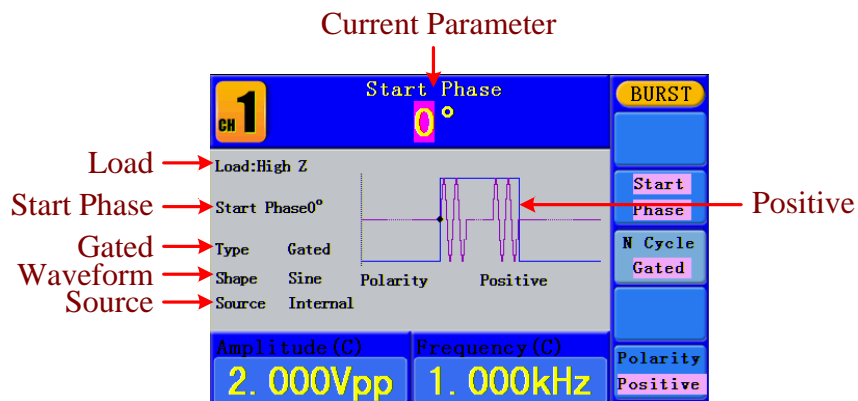 Current Parameter
CH 1
Start Phase
0°
BURST
Load
Load:High Z
Start
Phase
Start Phase
Start Phase0°
Positive
Gated
Type Gated
N Cycle
Gated
Waveform
Shape Sine
Polarity Positive
Source
Source Internal
Amplitude(C)
2.000Vpp
Frequency(C)
1.000kHz
Polarity
Positive